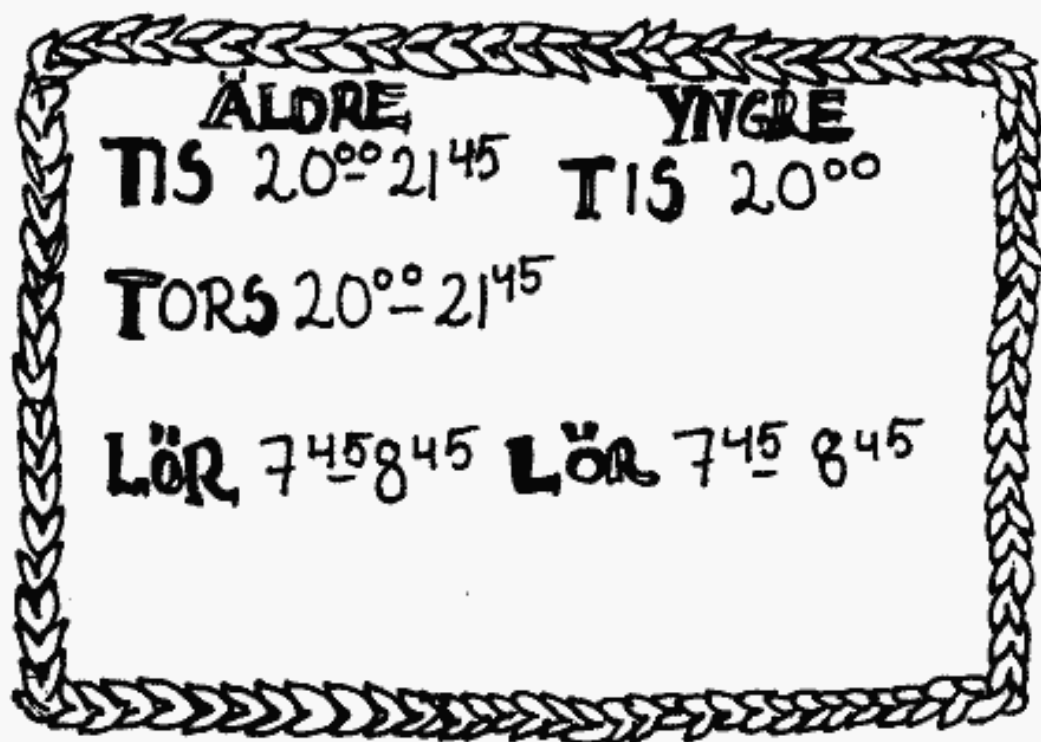 ÄLDRE YNGRE
TIS 20⁰⁰-21⁴⁵ TIS 20⁰⁰
TORS 20⁰⁰-21⁴⁵
LÖR 7⁴⁵-8⁴⁵ LÖR 7⁴⁵-8⁴⁵